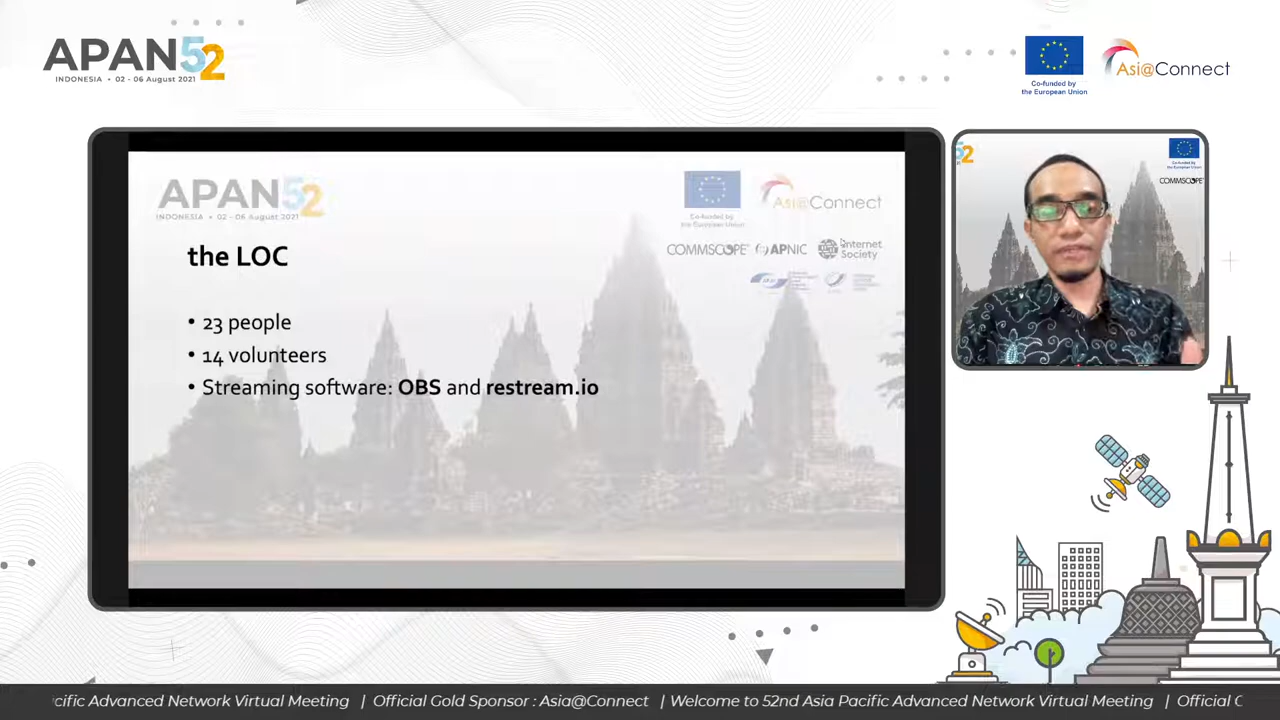 APAN52
INDONESIA • 02 - 06 August 2021
Co-funded by
the European Union
Asi@Connect
APAN52
INDONESIA • 02 - 06 August 2021
Co-funded by
the European Union
Asi@Connect
COMMSCOPE APNIC Internet
Society
the LOC
• 23 people
• 14 volunteers
• Streaming software: OBS and restream.io
52
COMMSCOPE
cific Advanced Network Virtual Meeting | Official Gold Sponsor : Asia@Connect | Welcome to 52nd Asia Pacific Advanced Network Virtual Meeting | Official G